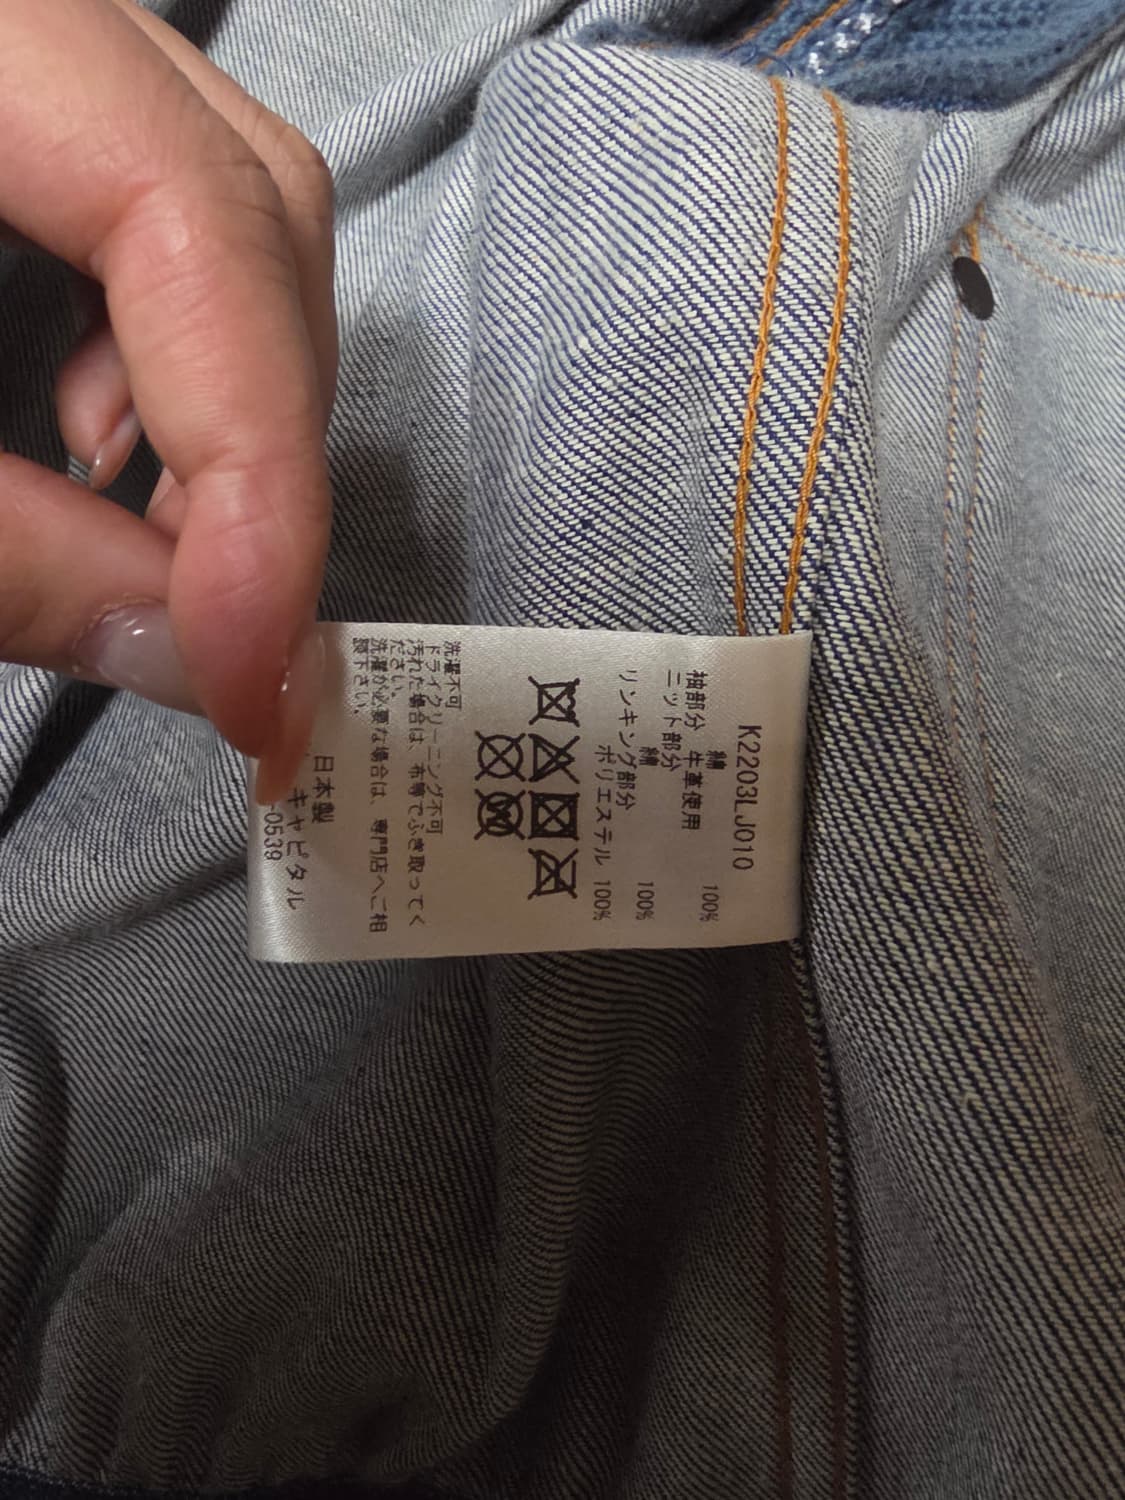 K2203LJ010
綿 100%
袖部分 牛革使用
ニット部分
綿 100%
リンキング部分
ポリエステル 100%
洗濯不可
ドライクリーニング不可
汚れた場合は、布等でふき取ってく
ださい。
洗濯が必要な場合は、専門店へご相
談下さい。
日本製
キャピタル
-0539